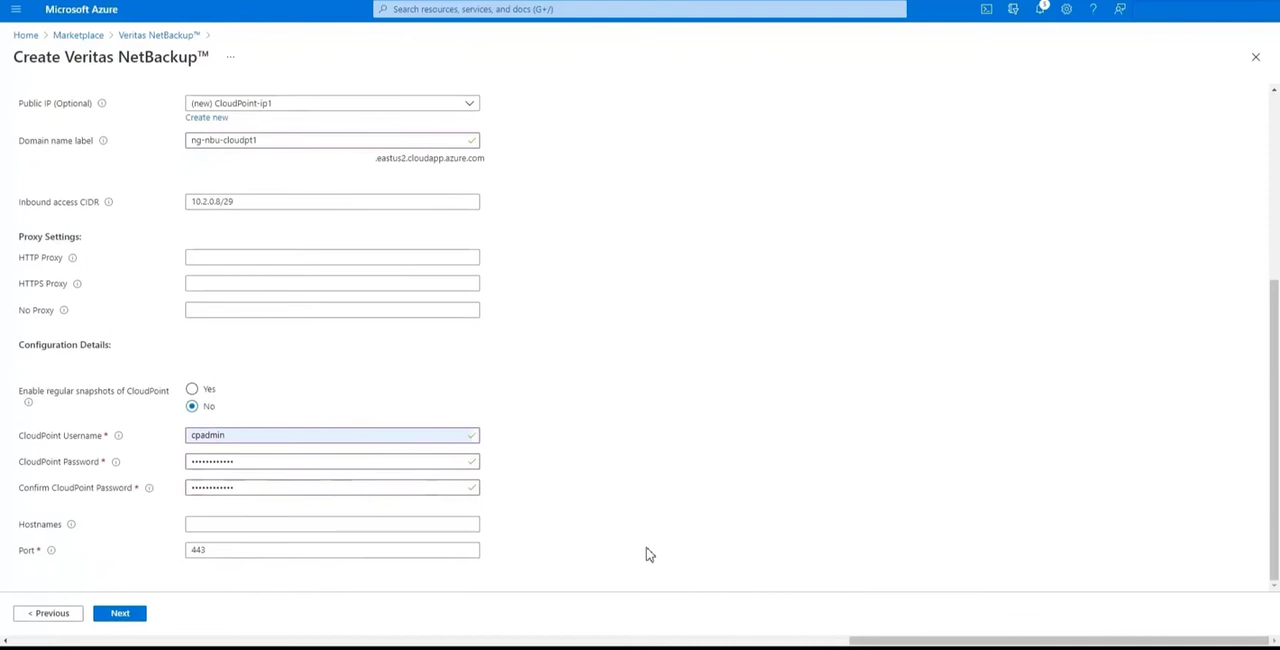 Microsoft Azure
Search resources, services, and docs (G+/)
5
Home > Marketplace > Veritas NetBackup™ >
Create Veritas NetBackup™ ...
Public IP (Optional)
(new) CloudPoint-ip1
Create new
Domain name label
ng-nbu-cloudpt1
.eastus2.cloudapp.azure.com
Inbound access CIDR
10.2.0.8/29
Proxy Settings:
HTTP Proxy
HTTPS Proxy
No Proxy
Configuration Details:
Enable regular snapshots of CloudPoint
Yes
No
CloudPoint Username *
cpadmin
CloudPoint Password *
••••••••••••
Confirm CloudPoint Password *
••••••••••••
Hostnames
Port *
443
< Previous
Next